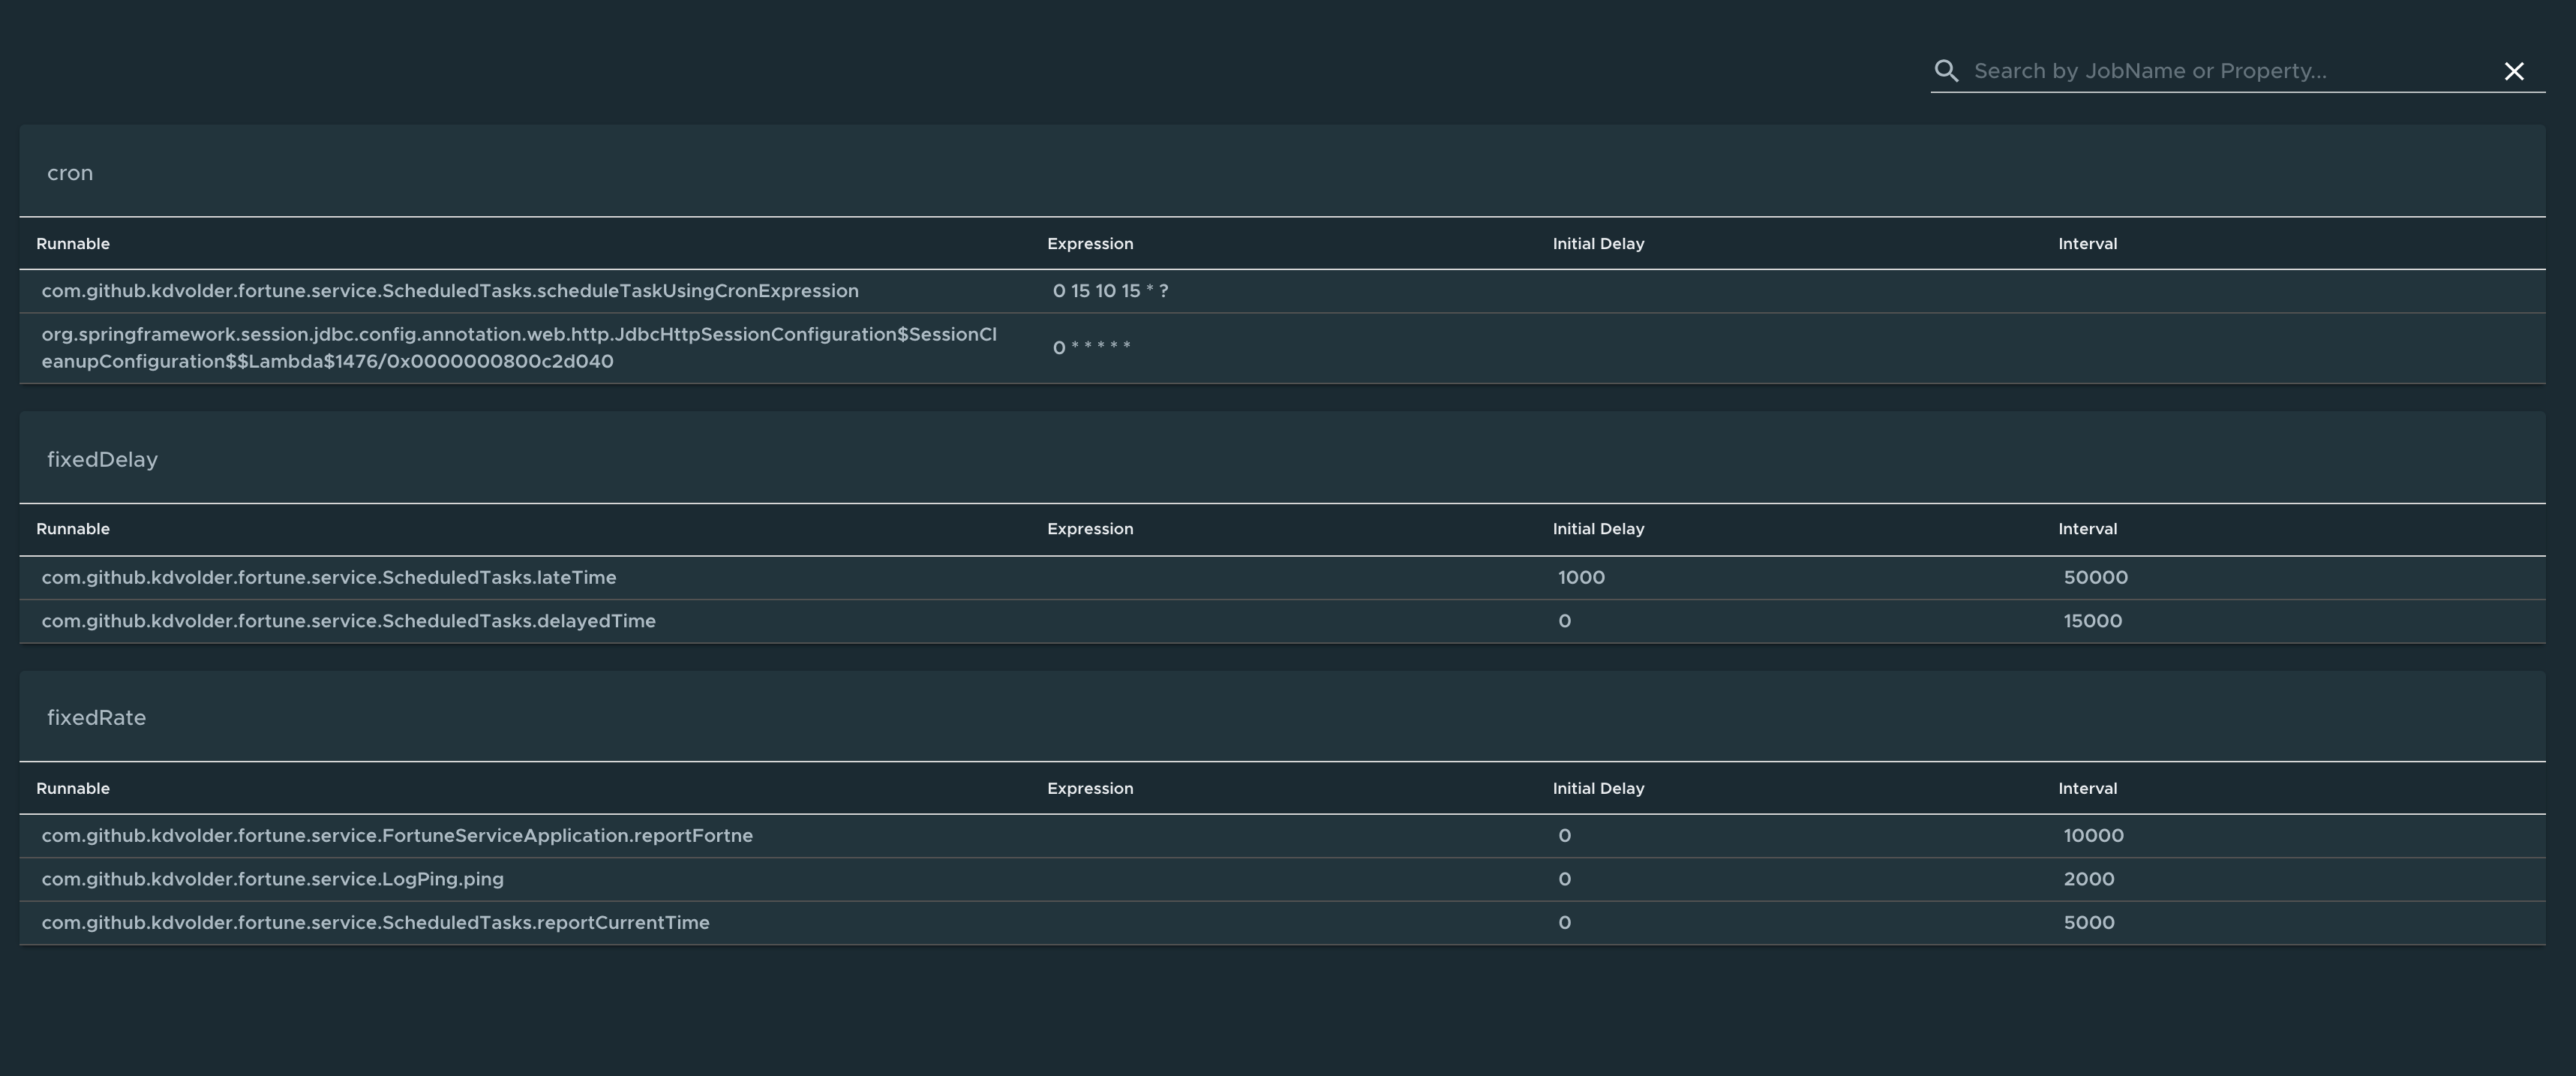 Search by JobName or Property...
cron
Runnable Expression Initial Delay Interval
com.github.kdvolder.fortune.service.ScheduledTasks.scheduleTaskUsingCronExpression 0 15 10 15 * ?
org.springframework.session.jdbc.config.annotation.web.http.JdbcHttpSessionConfiguration$SessionCl
eanupConfiguration$$Lambda$1476/0x0000000800c2d040 0 * * * * *
fixedDelay
Runnable Expression Initial Delay Interval
com.github.kdvolder.fortune.service.ScheduledTasks.lateTime 1000 50000
com.github.kdvolder.fortune.service.ScheduledTasks.delayedTime 0 15000
fixedRate
Runnable Expression Initial Delay Interval
com.github.kdvolder.fortune.service.FortuneServiceApplication.reportFortne 0 10000
com.github.kdvolder.fortune.service.LogPing.ping 0 2000
com.github.kdvolder.fortune.service.ScheduledTasks.reportCurrentTime 0 5000